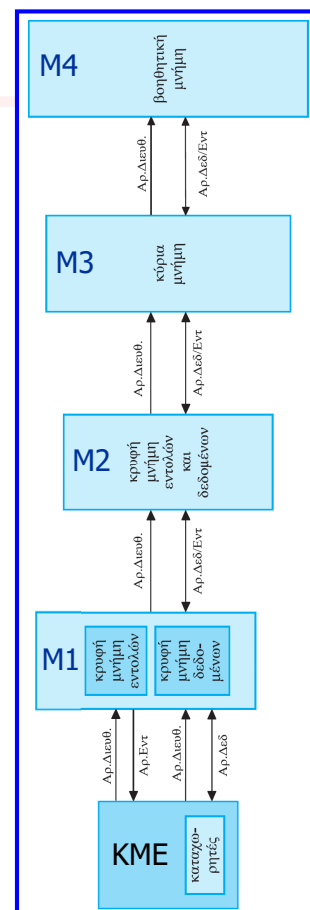 M4
βοηθητική
μνήμη
Αρ.Διευθ.
Αρ.Δεδ/Εντ
M3
κύρια
μνήμη
Αρ.Διευθ.
Αρ.Δεδ/Εντ
M2
κρυφή
μνήμη
εντολών
και
δεδομένων
Αρ.Διευθ.
Αρ.Δεδ/Εντ
M1
κρυφή
μνήμη
εντολών
κρυφή
μνήμη
δεδο-
μένων
Αρ.Διευθ.
Αρ.Εντ
Αρ.Διευθ.
Αρ.Δεδ
ΚΜΕ
καταχω-
ρητές